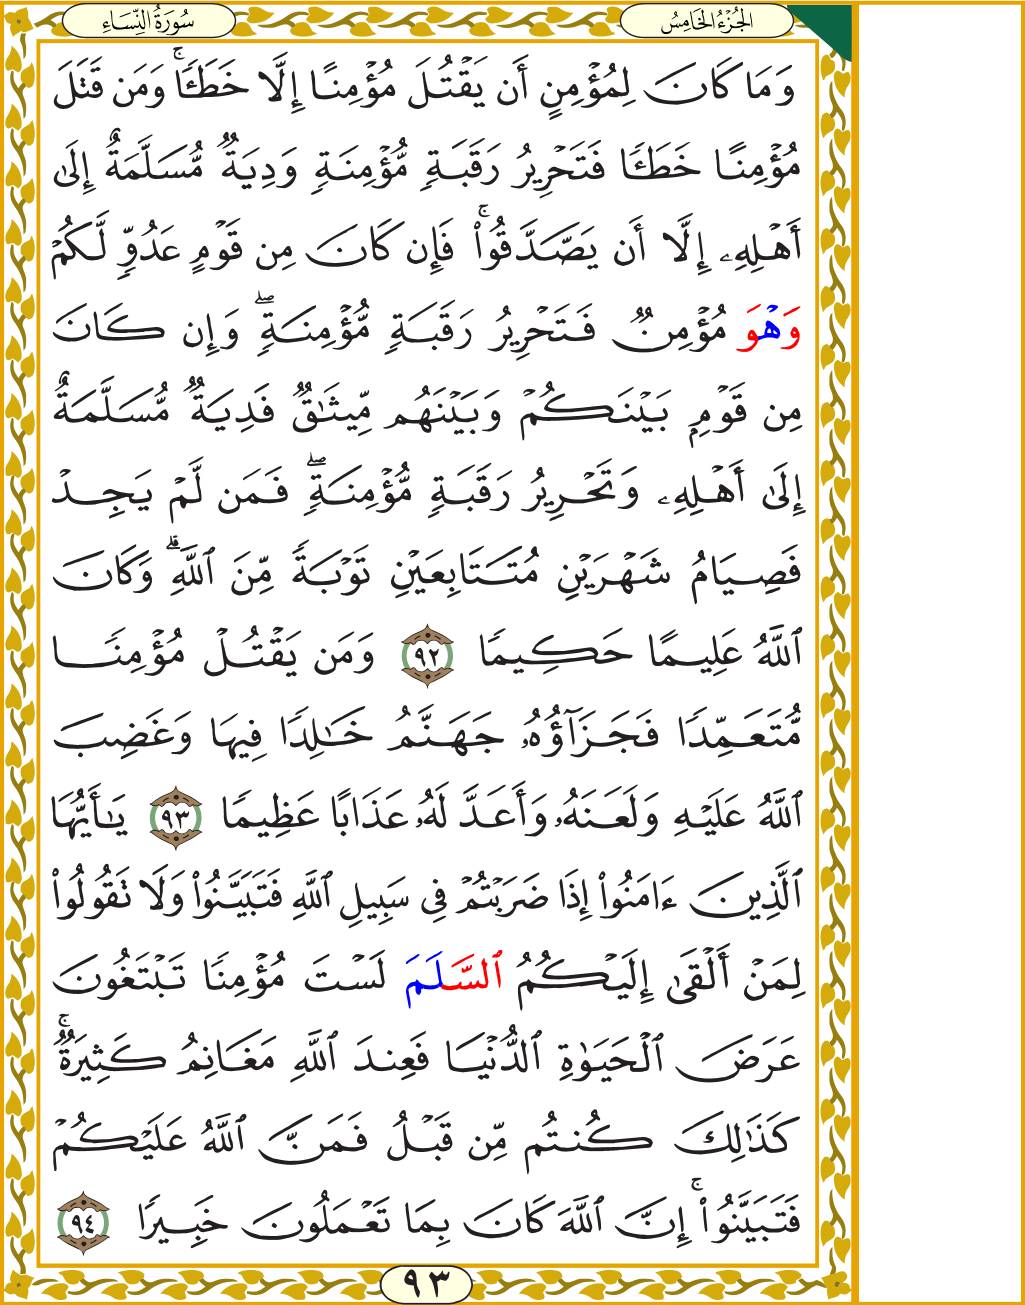 سُورَةُ النِّسَاءِ
الجُزْءُ الخَامِسُ
وَمَا كَانَ لِمُؤْمِنٍ أَن يَقْتُلَ مُؤْمِنًا إِلَّا خَطَـًٔاۚ وَمَن قَتَلَ
مُؤْمِنًا خَطَـًٔا فَتَحْرِيرُ رَقَبَةٍ مُّؤْمِنَةٍ وَدِيَةٌ مُّسَلَّمَةٌ إِلَىٰٓ
أَهْلِهِۦٓ إِلَّآ أَن يَصَّدَّقُوا۟ۚ فَإِن كَانَ مِن قَوْمٍ عَدُوٍّ لَّكُمْ
وَهْوَ مُؤْمِنٌ فَتَحْرِيرُ رَقَبَةٍ مُّؤْمِنَةٍۖ وَإِن كَانَ
مِن قَوْمٍ بَيْنَكُمْ وَبَيْنَهُم مِّيثَـٰقٌ فَدِيَةٌ مُّسَلَّمَةٌ
إِلَىٰٓ أَهْلِهِۦ وَتَحْرِيرُ رَقَبَةٍ مُّؤْمِنَةٍۖ فَمَن لَّمْ يَجِدْ
فَصِيَامُ شَهْرَيْنِ مُتَتَابِعَيْنِ تَوْبَةً مِّنَ ٱللَّهِۗ وَكَانَ
ٱللَّهُ عَلِيمًا حَكِيمًا ٩٢ وَمَن يَقْتُلْ مُؤْمِنًا
مُّتَعَمِّدًا فَجَزَآؤُهُۥ جَهَنَّمُ خَـٰلِدًا فِيهَا وَغَضِبَ
ٱللَّهُ عَلَيْهِ وَلَعَنَهُۥ وَأَعَدَّ لَهُۥ عَذَابًا عَظِيمًا ٩٣ يَـٰٓأَيُّهَا
ٱلَّذِينَ ءَامَنُوٓا۟ إِذَا ضَرَبْتُمْ فِى سَبِيلِ ٱللَّهِ فَتَبَيَّنُوا۟ وَلَا تَقُولُوا۟
لِمَنْ أَلْقَىٰٓ إِلَيْكُمُ ٱلسَّلَمَ لَسْتَ مُؤْمِنًا تَبْتَغُونَ
عَرَضَ ٱلْحَيَوٰةِ ٱلدُّنْيَا فَعِندَ ٱللَّهِ مَغَانِمُ كَثِيرَةٌۚ
كَذَٰلِكَ كُنتُم مِّن قَبْلُ فَمَنَّ ٱللَّهُ عَلَيْكُمْ
فَتَبَيَّنُوٓا۟ۚ إِنَّ ٱللَّهَ كَانَ بِمَا تَعْمَلُونَ خَبِيرًا ٩٤
٩٣